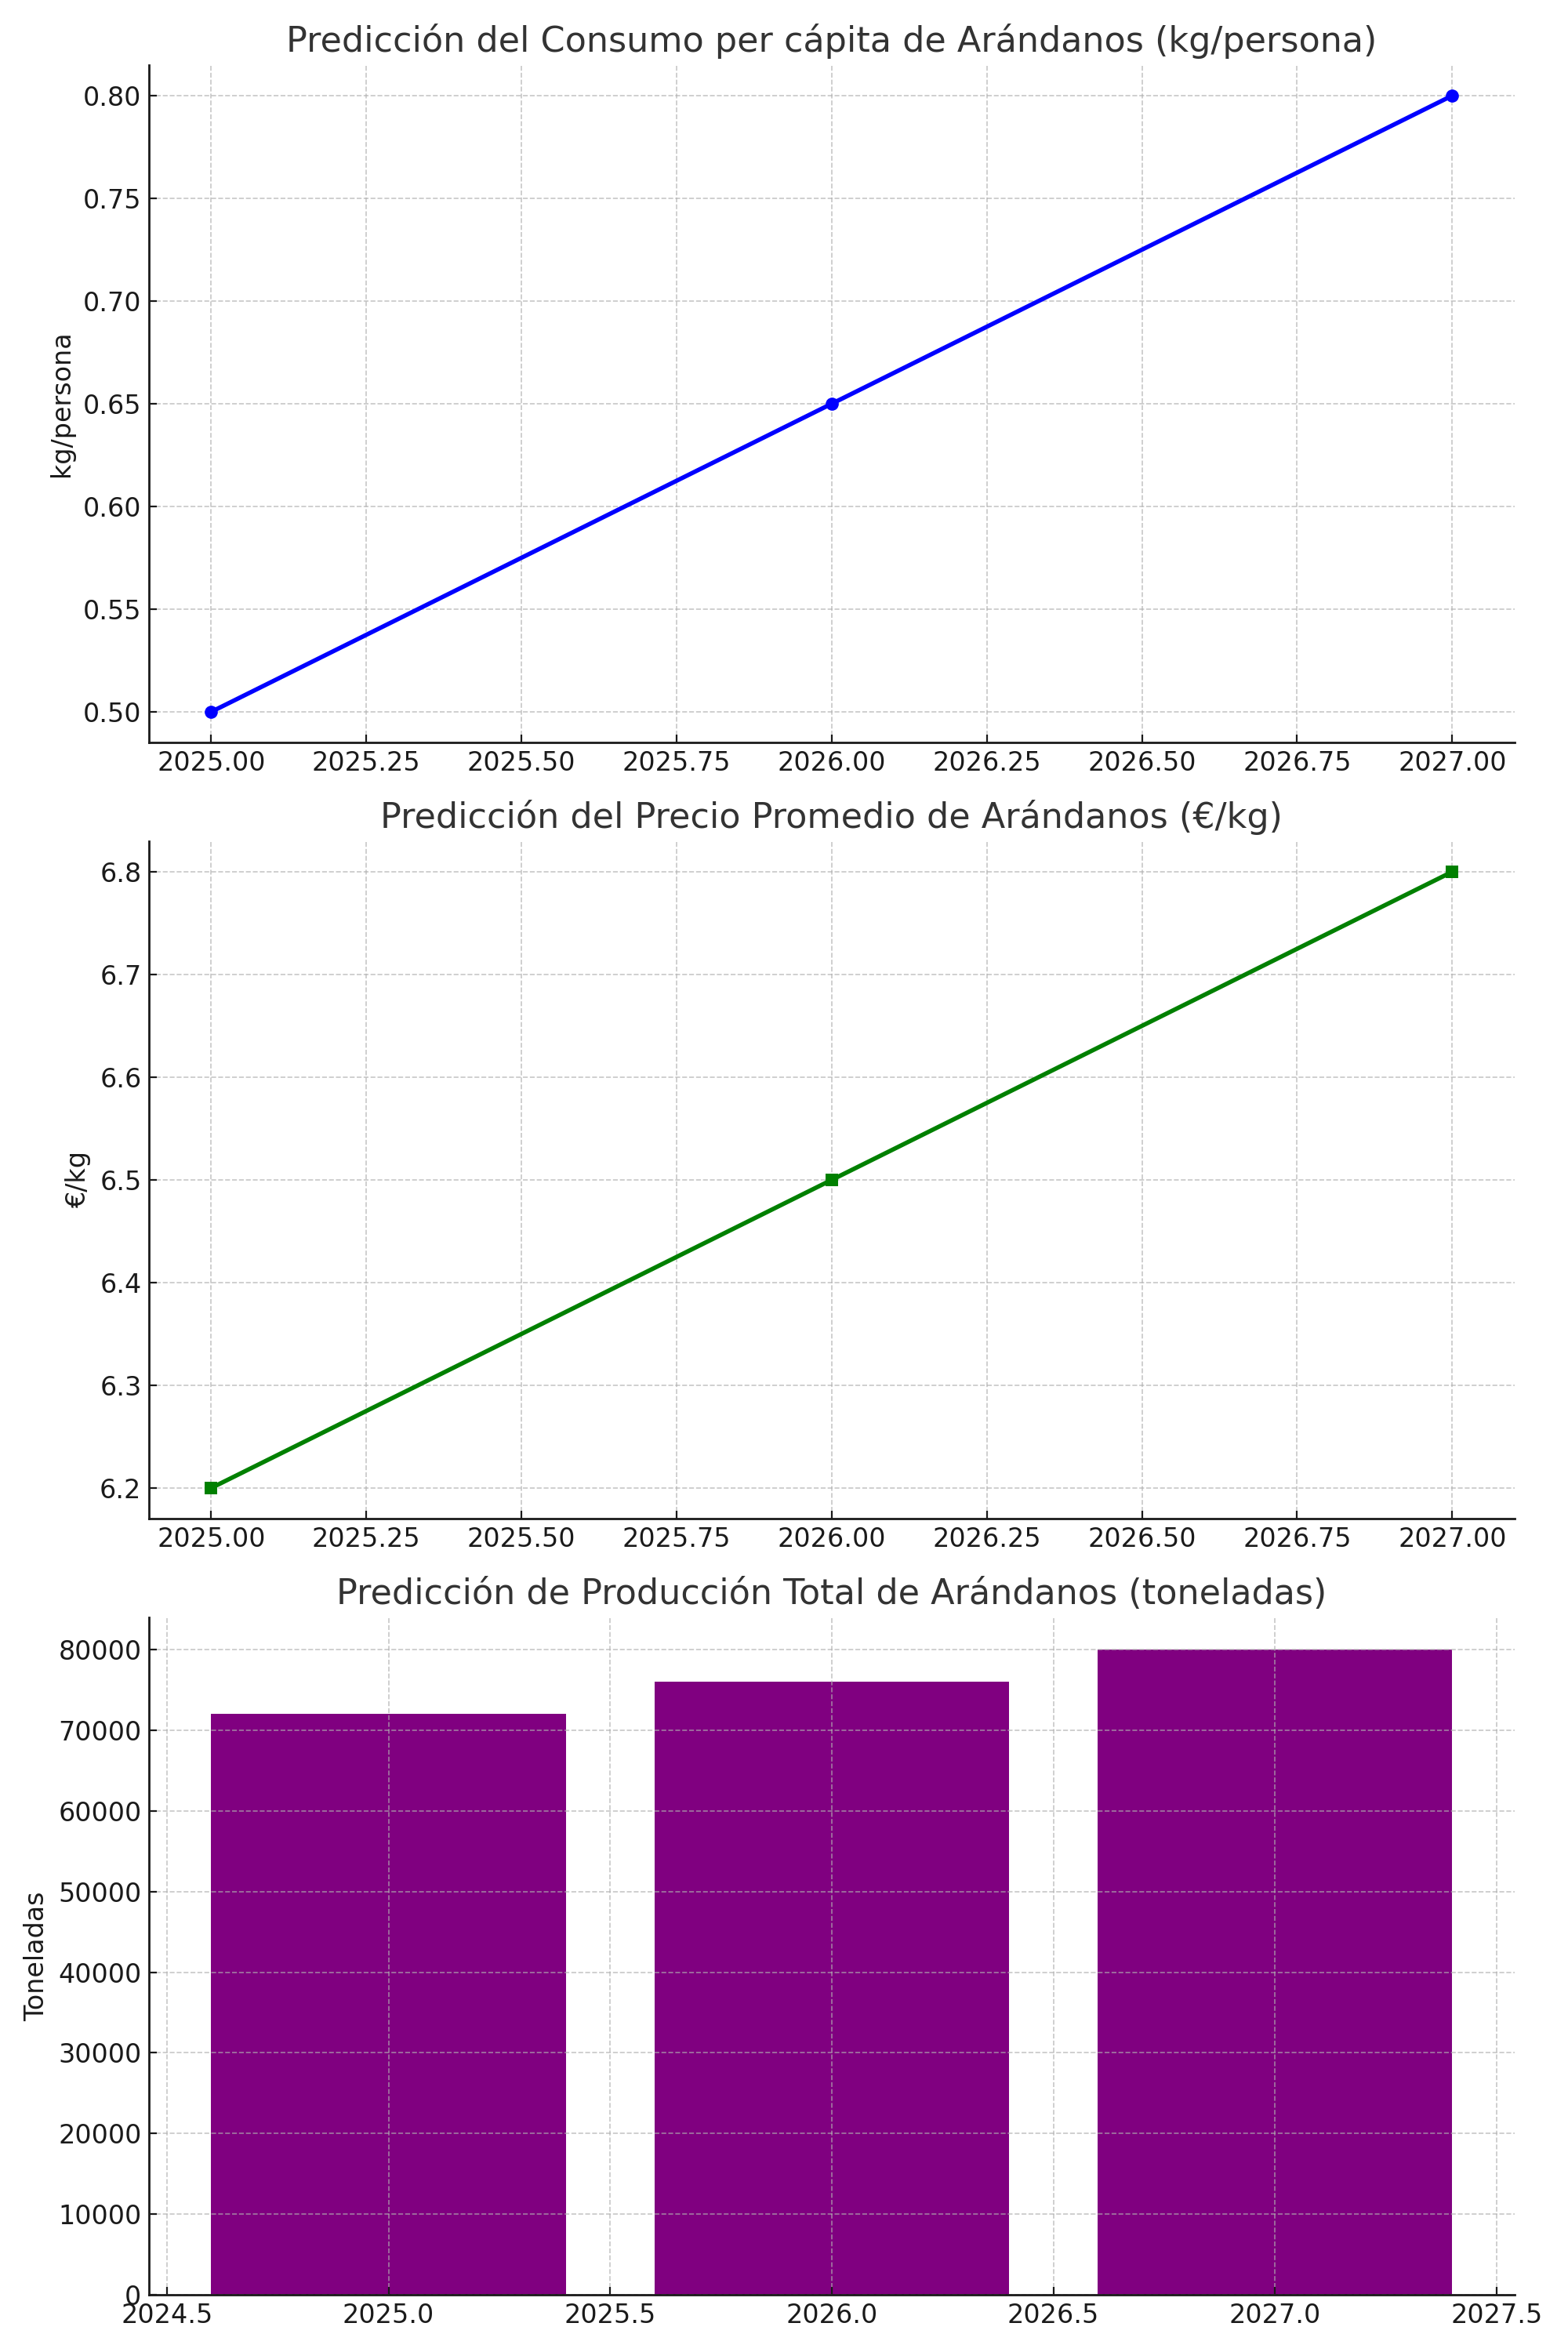 Predicción del Consumo per cápita de Arándanos (kg/persona)
0.80
0.75
0.70
0.65
0.60
0.55
0.50
kg/persona
2025.00 2025.25 2025.50 2025.75 2026.00 2026.25 2026.50 2026.75 2027.00
Predicción del Precio Promedio de Arándanos (€/kg)
6.8
6.7
6.6
6.5
6.4
6.3
6.2
€/kg
2025.00 2025.25 2025.50 2025.75 2026.00 2026.25 2026.50 2026.75 2027.00
Predicción de Producción Total de Arándanos (toneladas)
80000
70000
60000
50000
40000
30000
20000
10000
0
Toneladas
2024.5 2025.0 2025.5 2026.0 2026.5 2027.0 2027.5